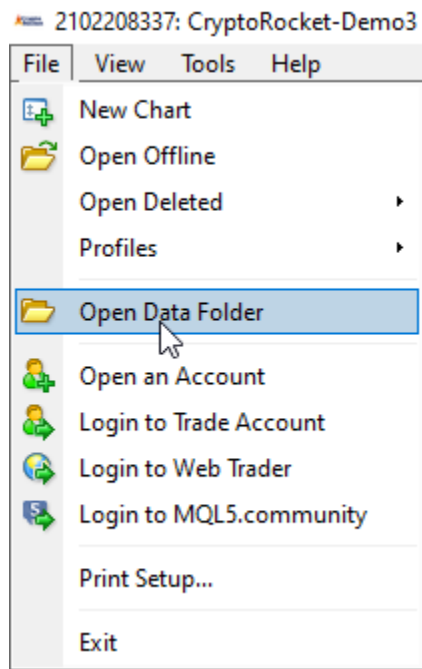 2102208337: CryptoRocket-Demo3
File View Tools Help
New Chart
Open Offline
Open Deleted
Profiles
Open Data Folder
Open an Account
Login to Trade Account
Login to Web Trader
Login to MQL5.community
Print Setup...
Exit